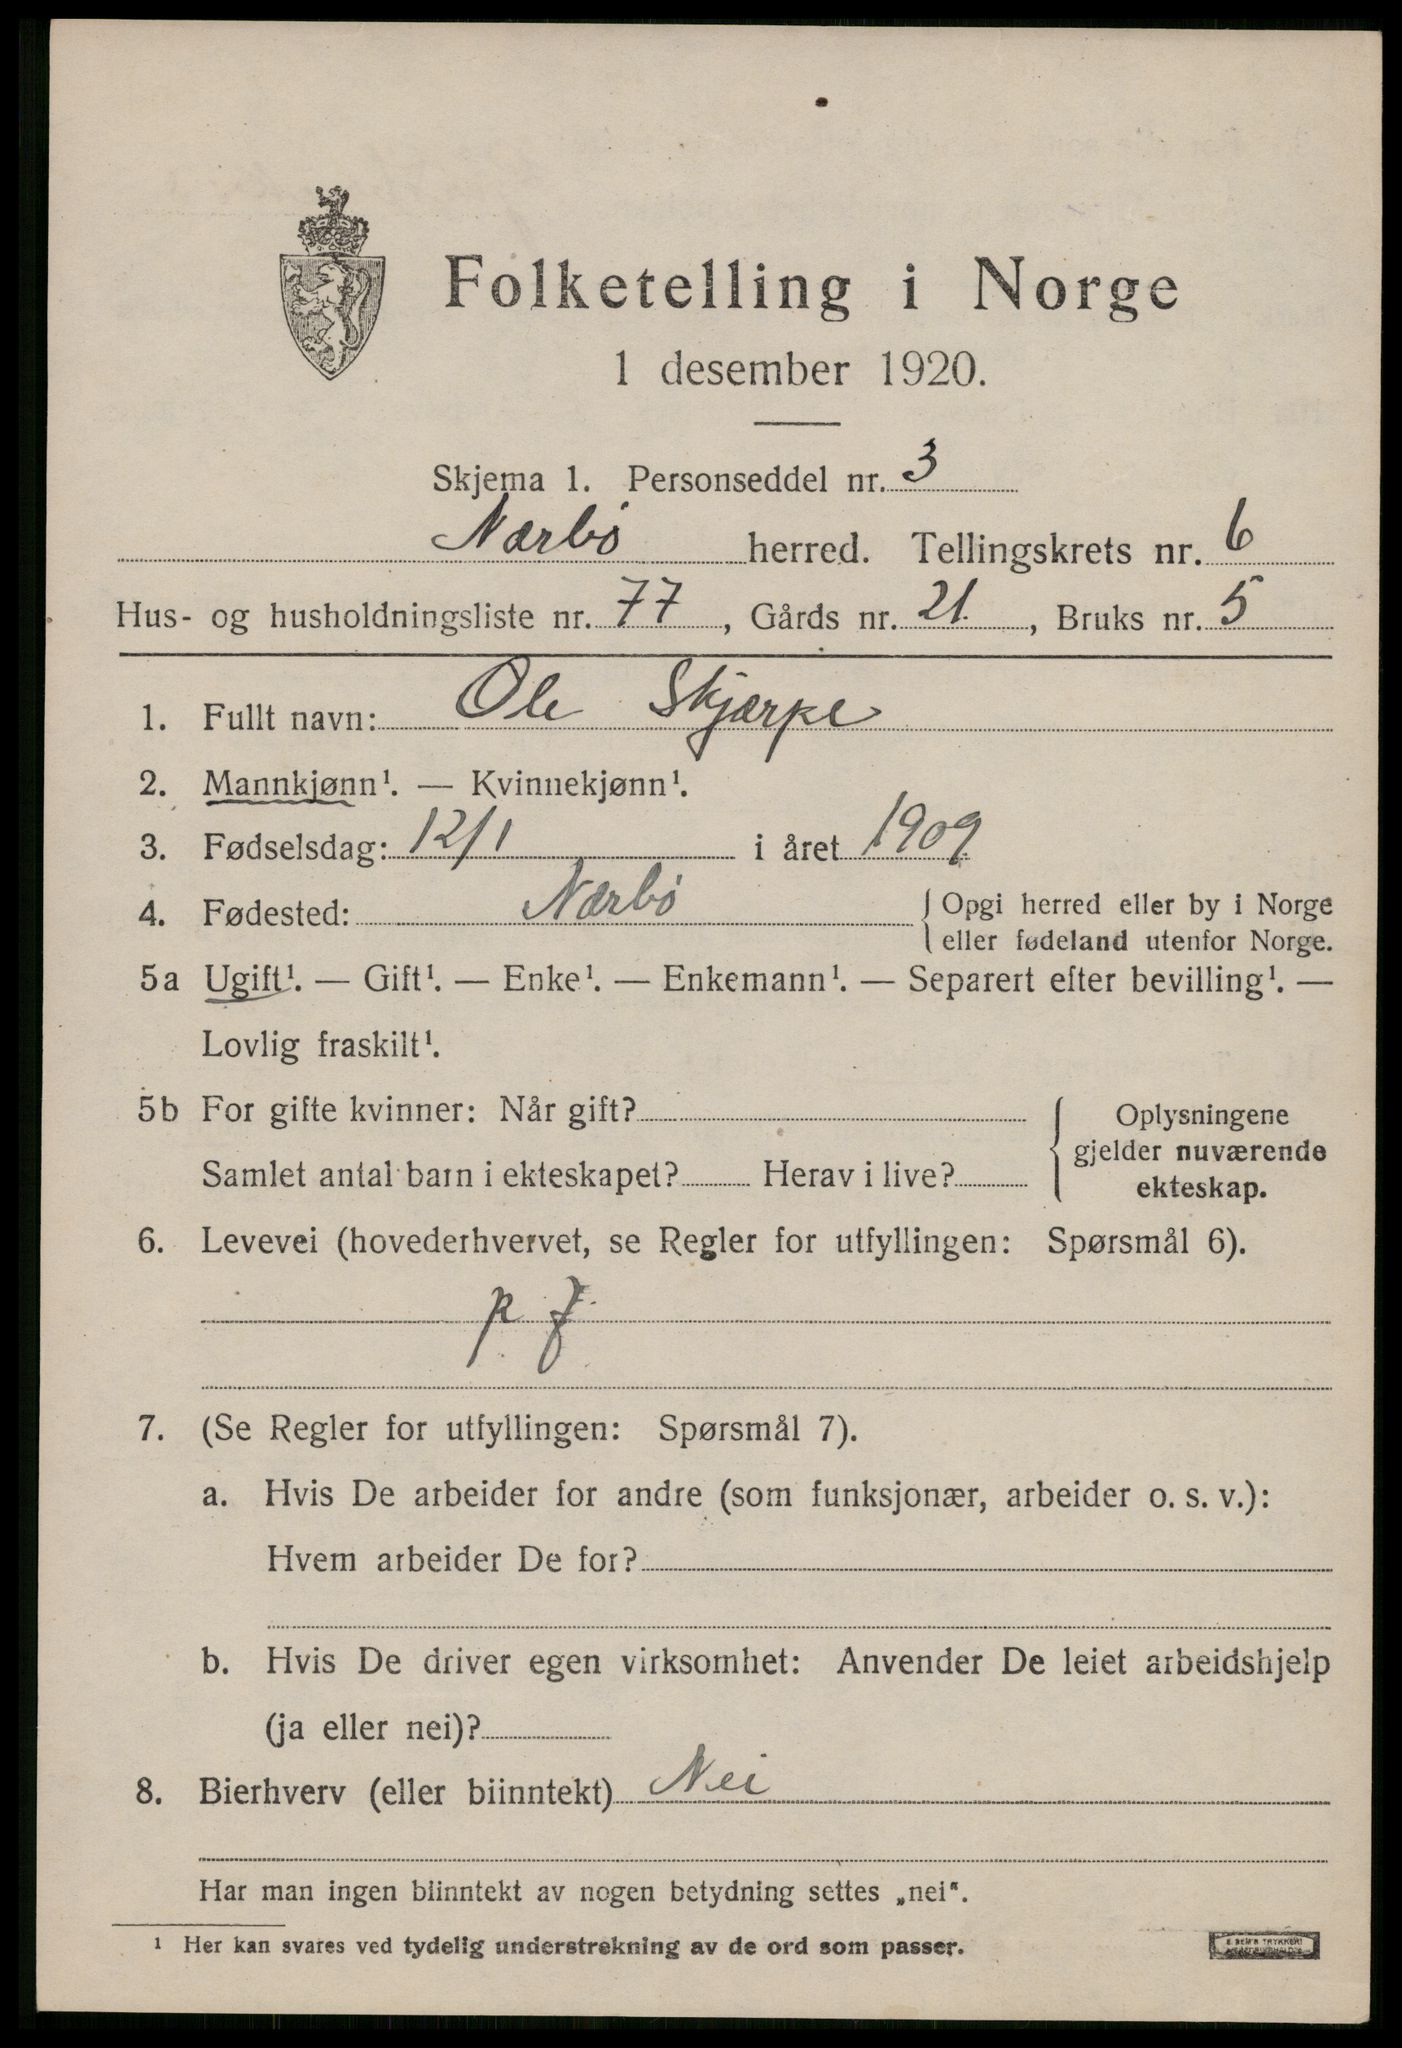 Folketelling i Norge
1 desember 1920.
Skjema 1. Personseddel nr. 3
Nærbö herred. Tellingskrets nr. 6
Hus- og husholdningsliste nr. 77, Gårds nr. 21., Bruks nr. 5
1. Fullt navn: Ole Skjærpe
2. Mannkjønn¹. — Kvinnekjønn¹.
3. Fødselsdag: 12/1 i året 1909
4. Fødested: Nærbö { Opgi herred eller by i Norge
eller fødeland utenfor Norge.
5a Ugift¹. — Gift¹. — Enke¹. — Enkemann¹. — Separert efter bevilling¹. —
Lovlig fraskilt¹.
5b For gifte kvinner: Når gift? { Oplysningene
gjelder nuværende
Samlet antal barn i ekteskapet? Herav i live? ekteskap.
6. Levevei (hovederhvervet, se Regler for utfyllingen: Spørsmål 6).
p f
7. (Se Regler for utfyllingen: Spørsmål 7).
a. Hvis De arbeider for andre (som funksjonær, arbeider o. s. v.):
Hvem arbeider De for?
b. Hvis De driver egen virksomhet: Anvender De leiet arbeidshjelp
(ja eller nei)?
8. Bierhverv (eller biinntekt) Nei
Har man ingen biinntekt av nogen betydning settes „nei".
¹ Her kan svares ved tydelig understrekning av de ord som passer.